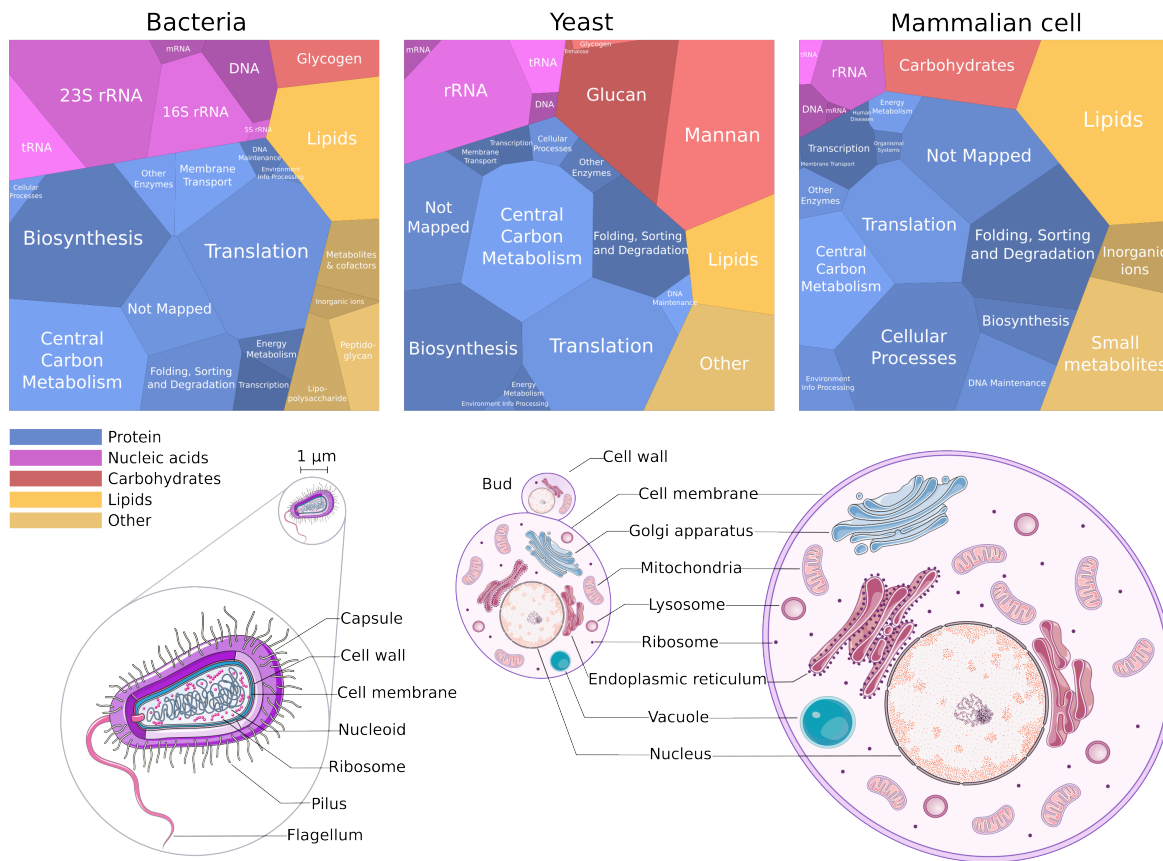 Bacteria
Yeast
Mammalian cell
mRNA
DNA
Glycogen
23S rRNA
16S rRNA
5S rRNA
tRNA
Lipids
DNA
Maintenance
Environment
Info Processing
Cellular
Processes
Other
Enzymes
Membrane
Transport
Biosynthesis
Translation
Metabolites
& cofactors
Inorganic ions
Not Mapped
Central
Carbon
Metabolism
Folding, Sorting
and Degradation
Energy
Metabolism
Transcription
Peptido-
glycan
Lipo-
polysaccharide
mRNA
rRNA
tRNA
DNA
Glycogen
Trehalose
Glucan
Mannan
Transcription
Membrane
Transport
Cellular
Processes
Other
Enzymes
Not
Mapped
Central
Carbon
Metabolism
Folding, Sorting
and Degradation
Lipids
DNA
Maintenance
Biosynthesis
Translation
Other
Energy
Metabolism
Environment Info Processing
tRNA
rRNA
Carbohydrates
Lipids
DNA
mRNA
Human
Diseases
Energy
Metabolism
Transcription
Membrane Transport
Organismal
Systems
Not Mapped
Other
Enzymes
Translation
Central
Carbon
Metabolism
Folding, Sorting
and Degradation
Inorganic
ions
Biosynthesis
Cellular
Processes
Small
metabolites
Environment
Info Processing
DNA Maintenance
Protein
Nucleic acids
Carbohydrates
Lipids
Other
1 μm
Capsule
Cell wall
Cell membrane
Nucleoid
Ribosome
Pilus
Flagellum
Bud
Cell wall
Cell membrane
Golgi apparatus
Mitochondria
Lysosome
Ribosome
Endoplasmic reticulum
Vacuole
Nucleus